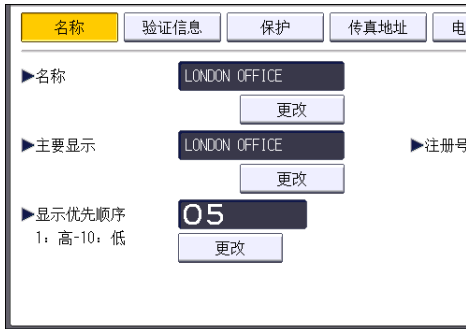 名称 验证信息 保护 传真地址 电
▶名称 LONDON OFFICE
更改
▶主要显示 LONDON OFFICE ▶注册号
更改
▶显示优先顺序 05
1：高-10：低 更改